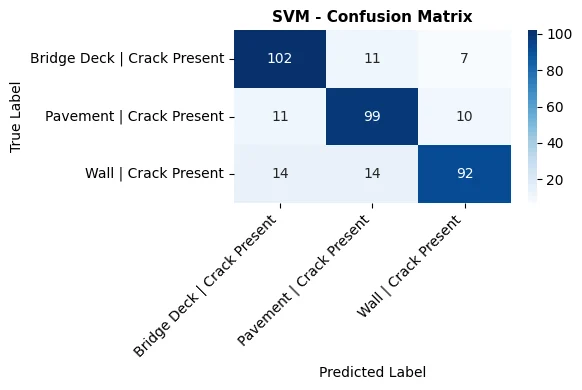 SVM - Confusion Matrix
True Label
Bridge Deck | Crack Present 102 11 7
Pavement | Crack Present 11 99 10
Wall | Crack Present 14 14 92
100
80
60
40
20
Bridge Deck | Crack Present
Pavement | Crack Present
Wall | Crack Present
Predicted Label